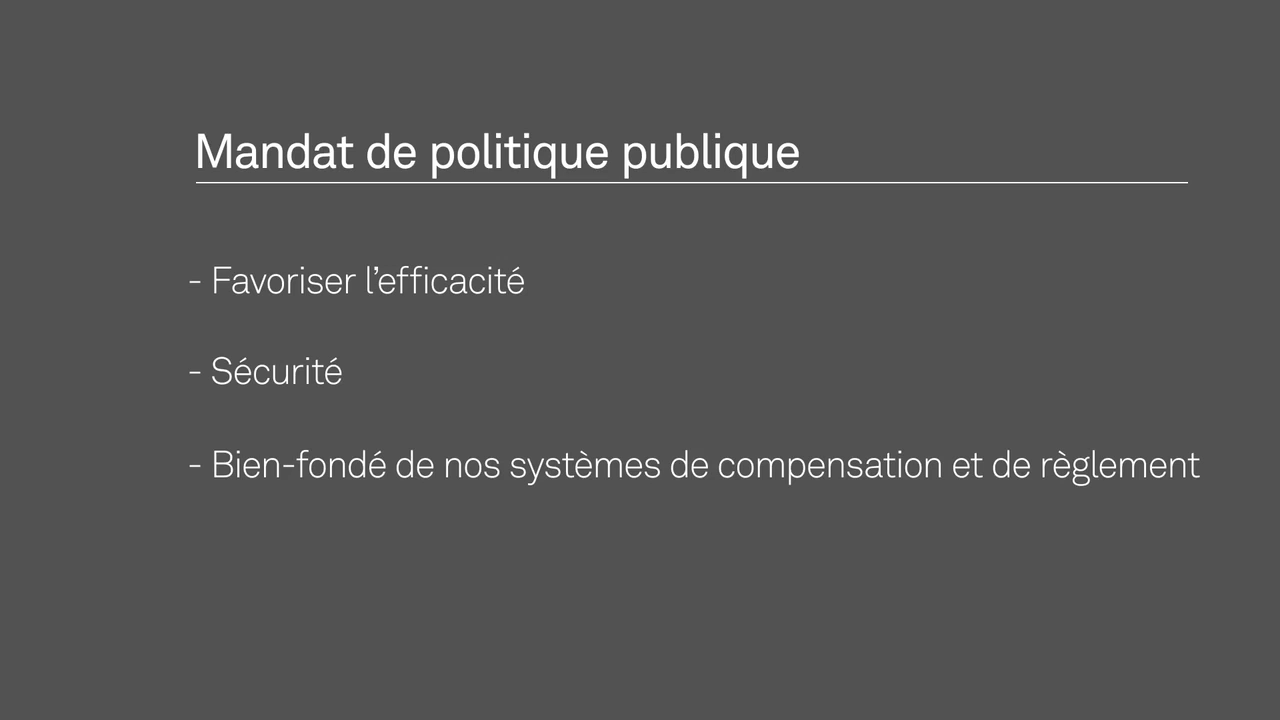 Mandat de politique publique
- Favoriser l’efficacité
- Sécurité
- Bien-fondé de nos systèmes de compensation et de règlement